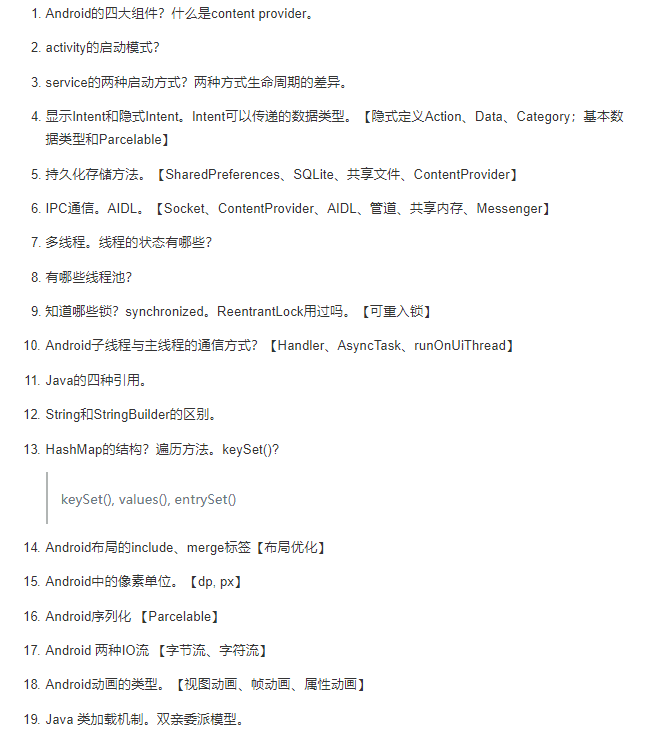 1. Android的四大组件？什么是content provider。
2. activity的启动模式？
3. service的两种启动方式？两种方式生命周期的差异。
4. 显示Intent和隐式Intent。Intent可以传递的数据类型。【隐式定义Action、Data、Category；基本数
据类型和Parcelable】
5. 持久化存储方法。【SharedPreferences、SQLite、共享文件、ContentProvider】
6. IPC通信。AIDL。【Socket、ContentProvider、AIDL、管道、共享内存、Messenger】
7. 多线程。线程的状态有哪些？
8. 有哪些线程池？
9. 知道哪些锁？synchronized。ReentrantLock用过吗。【可重入锁】
10. Android子线程与主线程的通信方式？【Handler、AsyncTask、runOnUiThread】
11. Java的四种引用。
12. String和StringBuilder的区别。
13. HashMap的结构？遍历方法。keySet()?
keySet(), values(), entrySet()
14. Android布局的include、merge标签【布局优化】
15. Android中的像素单位。【dp, px】
16. Android序列化 【Parcelable】
17. Android 两种IO流 【字节流、字符流】
18. Android动画的类型。【视图动画、帧动画、属性动画】
19. Java 类加载机制。双亲委派模型。